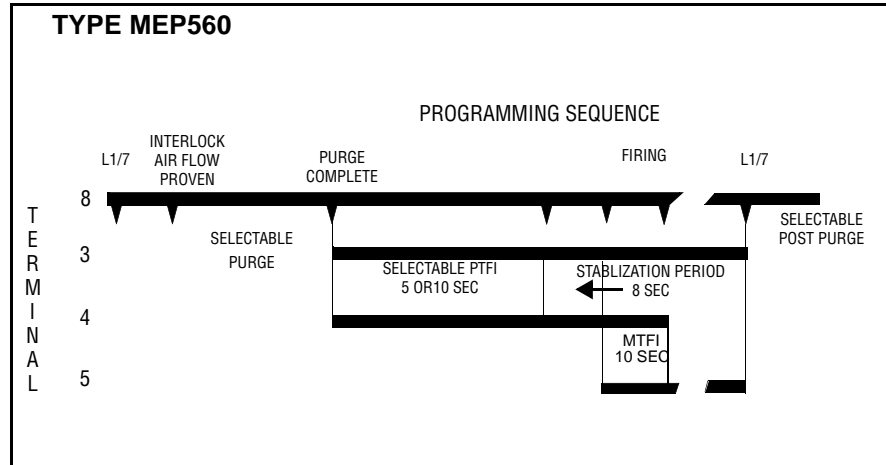 TYPE MEP560
PROGRAMMING SEQUENCE
L1/7
INTERLOCK
AIR FLOW
PROVEN
PURGE
COMPLETE
FIRING
L1/7
TERMINAL
8
SELECTABLE
POST PURGE
SELECTABLE
PURGE
3
SELECTABLE PTFI
5 OR10 SEC
STABLIZATION PERIOD
8 SEC
4
MTFI
10 SEC
5